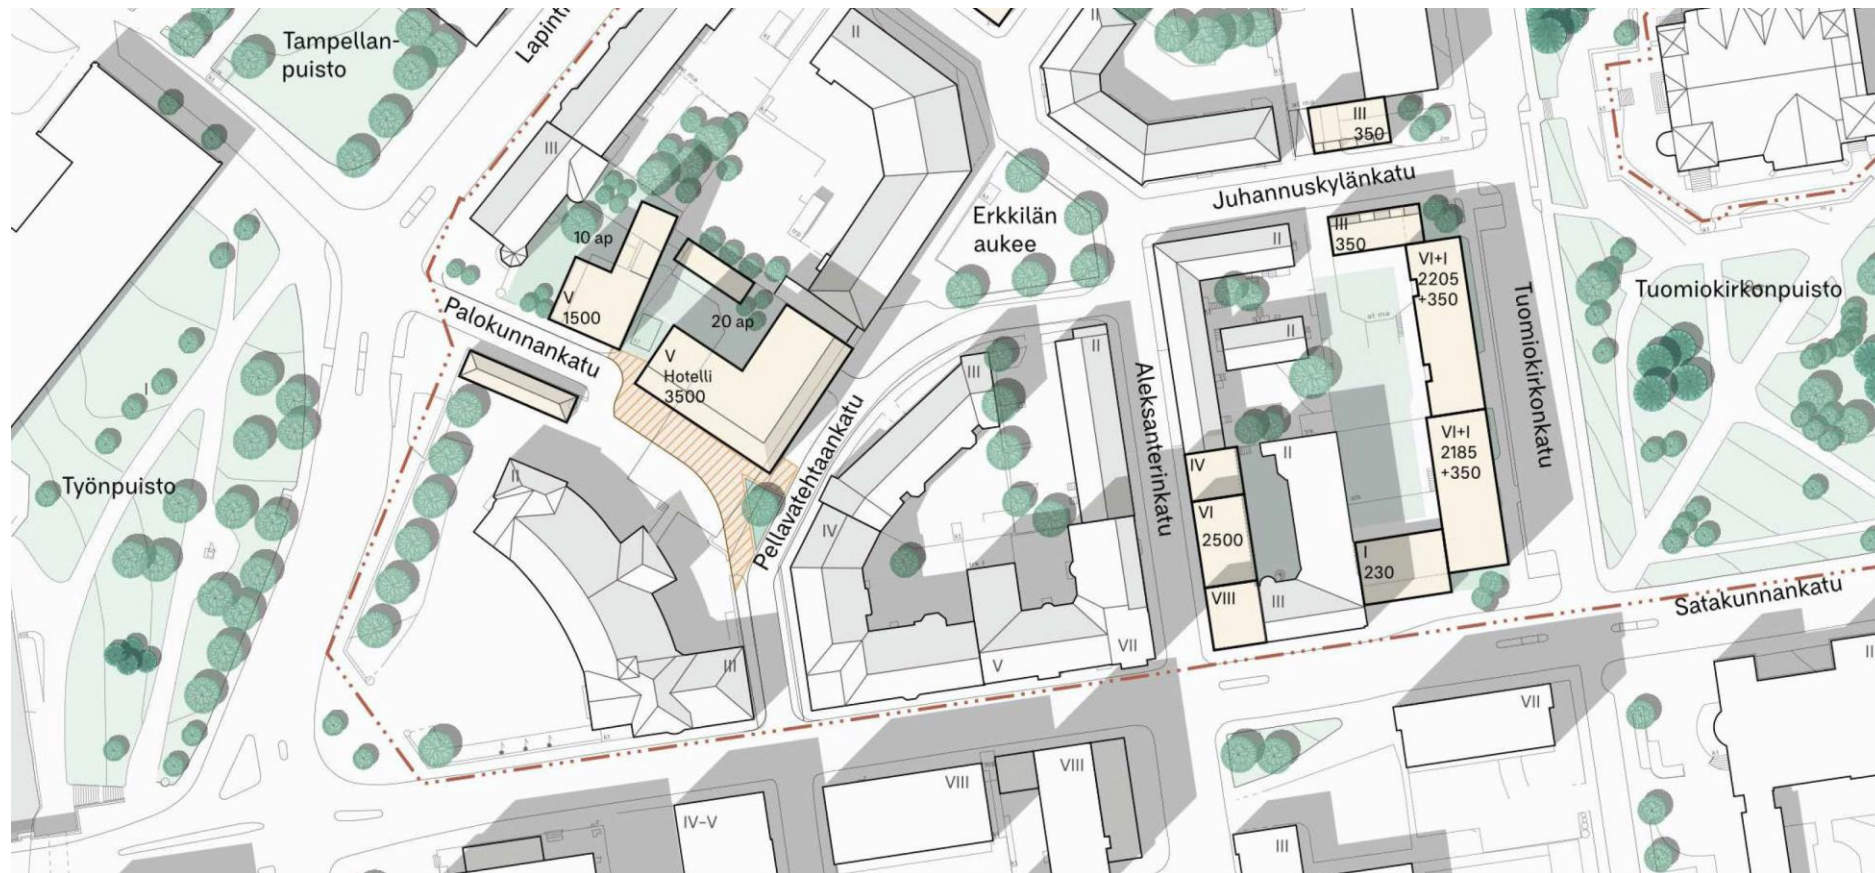 Tampellan-
puisto
Lapinti
II
II
III
350
III
Juhannuskylänkatu
Erkkilän
aukee
10 ap
V
1500
20 ap
Palokunnankatu
V
Hotelli
3500
II
III
350
VI+I
2205
+350
Tuomiokirkonkatu
Tuomiokirkonpuisto
II
III
II
Aleksanterinkatu
Pellavatehtaankatu
I
Työnpuisto
II
IV
IV
II
VI+I
2185
+350
VI
2500
I
230
VIII
III
Satakunnankatu
III
V
VII
VII
II
IV-V
VIII
VIII
III